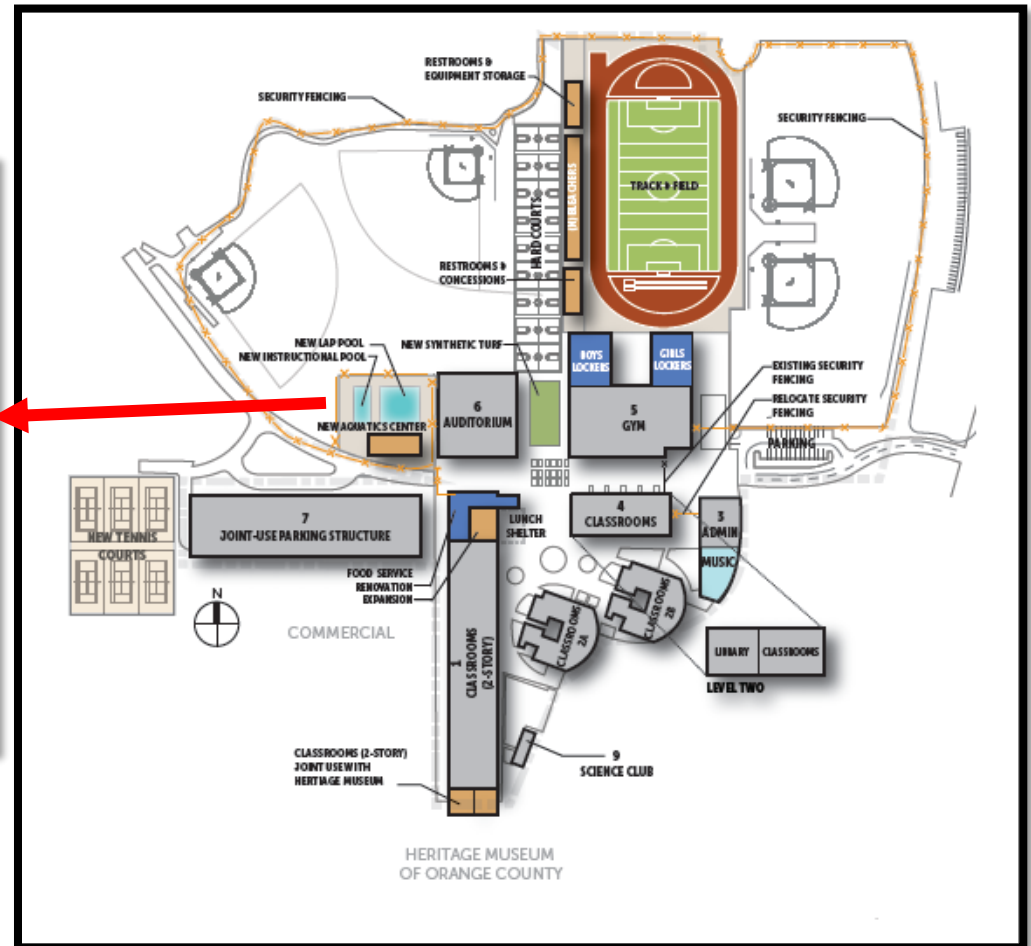 RESTROOMS &
EQUIPMENT STORAGE
SECURITY FENCING
SECURITY FENCING
(N) BLEACHERS
TRACK & FIELD
HARD COURTS
RESTROOMS &
CONCESSIONS
NEW LAP POOL
NEW INSTRUCTIONAL POOL
NEW SYNTHETIC TURF
BOYS
LOCKERS
GIRLS
LOCKERS
EXISTING SECURITY
FENCING
RELOCATE SECURITY
FENCING
6
AUDITORIUM
5
GYM
NEW AQUATICS CENTER
PARKING
7
JOINT-USE PARKING STRUCTURE
NEW TENNIS
COURTS
LUNCH
SHELTER
4
CLASSROOMS
3
ADMIN
MUSIC
FOOD SERVICE
RENOVATION
EXPANSION
N
COMMERCIAL
1
CLASSROOMS
(2-STORY)
CLASSROOMS
2A
CLASSROOMS
2B
LIBRARY
CLASSROOMS
LEVEL TWO
CLASSROOMS (2-STORY)
JOINT USE WITH
HERTIAGE MUSEUM
9
SCIENCE CLUB
HERITAGE MUSEUM
OF ORANGE COUNTY